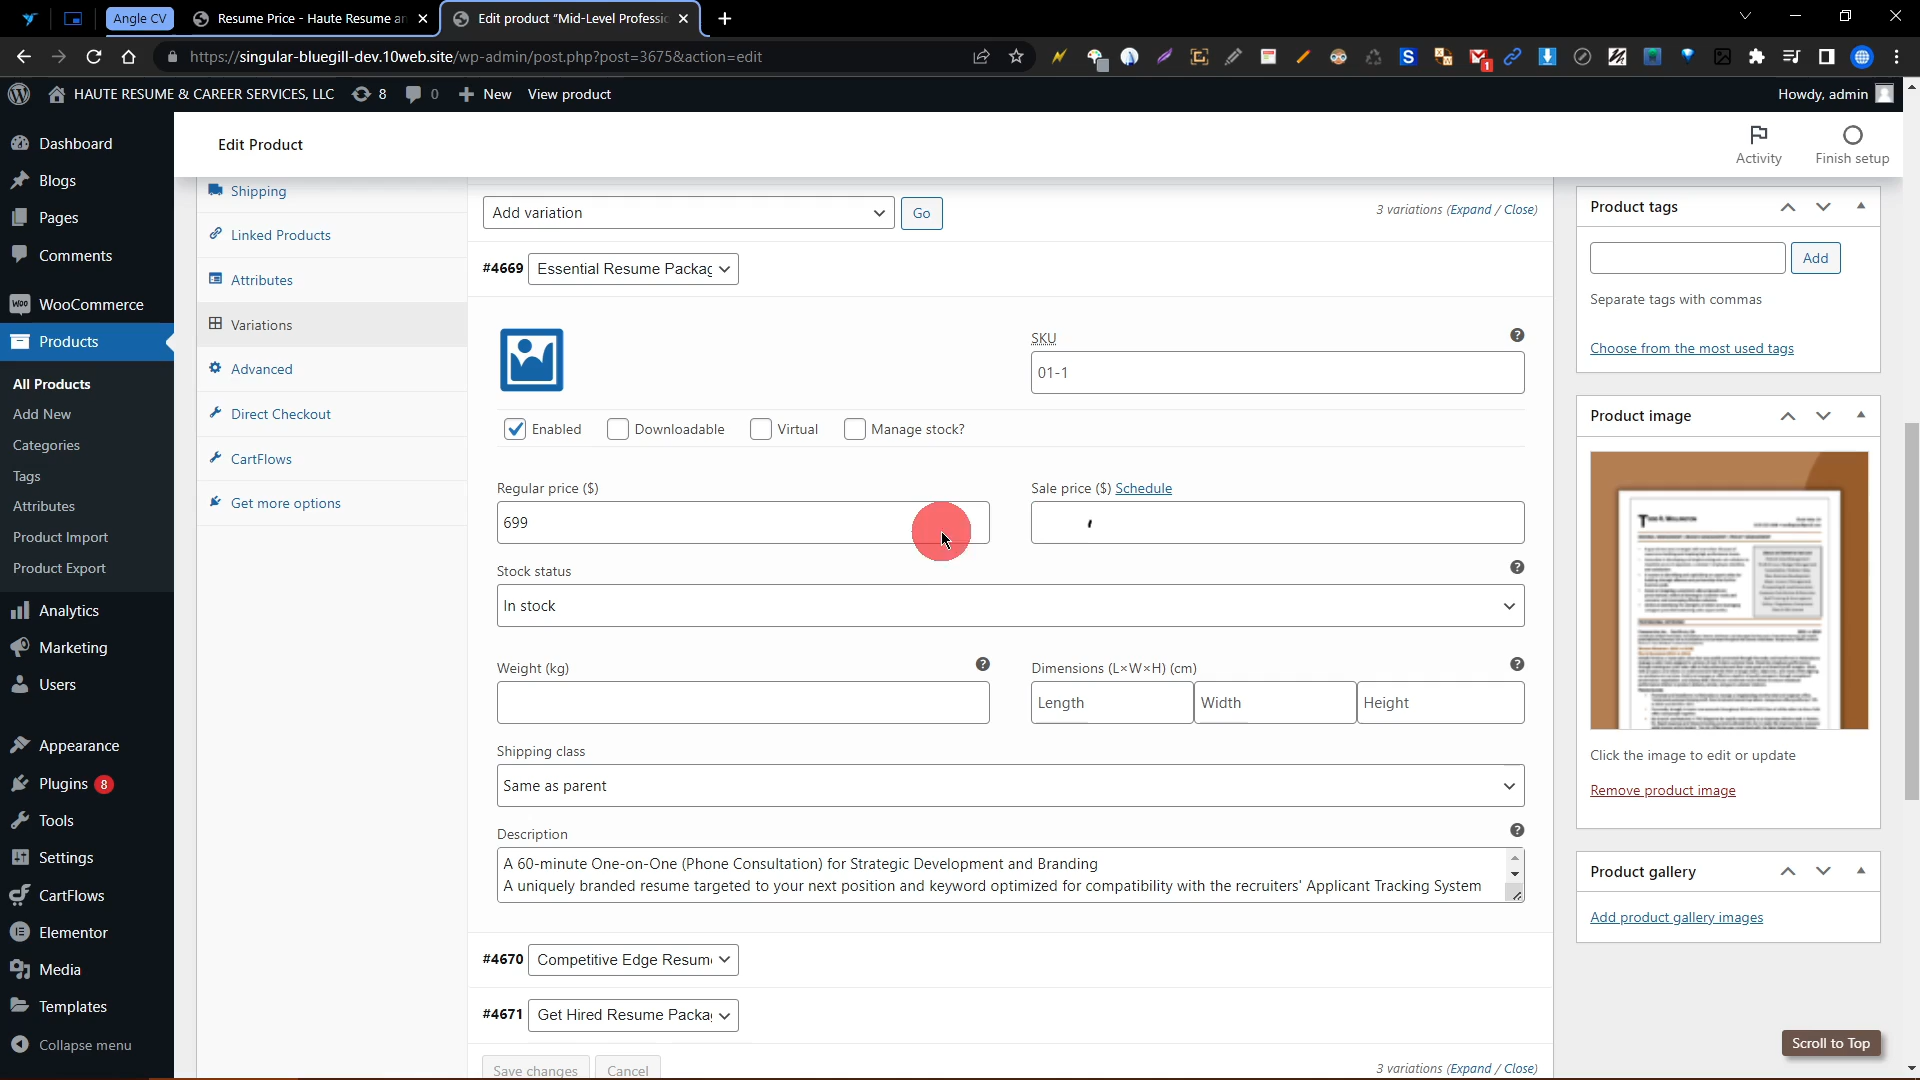 Angle CV
Resume Price - Haute Resume ar
Edit product "Mid-Level Professio
https://singular-bluegill-dev.10web.site/wp-admin/post.php?post=3675&action=edit
HAUTE RESUME & CAREER SERVICES, LLC
8
0
New
View product
Howdy, admin
Edit Product
Activity
Finish setup
Dashboard
Blogs
Pages
Comments
WooCommerce
Products
All Products
Add New
Categories
Tags
Attributes
Product Import
Product Export
Analytics
Marketing
Users
Appearance
Plugins 8
Tools
Settings
CartFlows
Elementor
Media
Templates
Collapse menu
Shipping
Linked Products
Attributes
Variations
Advanced
Direct Checkout
CartFlows
Get more options
Add variation
Go
3 variations (Expand / Close)
#4669
Essential Resume Packag
SKU
01-1
Enabled
Downloadable
Virtual
Manage stock?
Regular price ($)
Sale price ($) Schedule
699
Stock status
In stock
Weight (kg)
Dimensions (L×W×H) (cm)
Length
Width
Height
Shipping class
Same as parent
Description
A 60-minute One-on-One (Phone Consultation) for Strategic Development and Branding
A uniquely branded resume targeted to your next position and keyword optimized for compatibility with the recruiters' Applicant Tracking System
#4670
Competitive Edge Resum
#4671
Get Hired Resume Packa
Save changes
Cancel
3 variations (Expand / Close)
Product tags
Add
Separate tags with commas
Choose from the most used tags
Product image
Click the image to edit or update
Remove product image
Product gallery
Add product gallery images
Scroll to Top